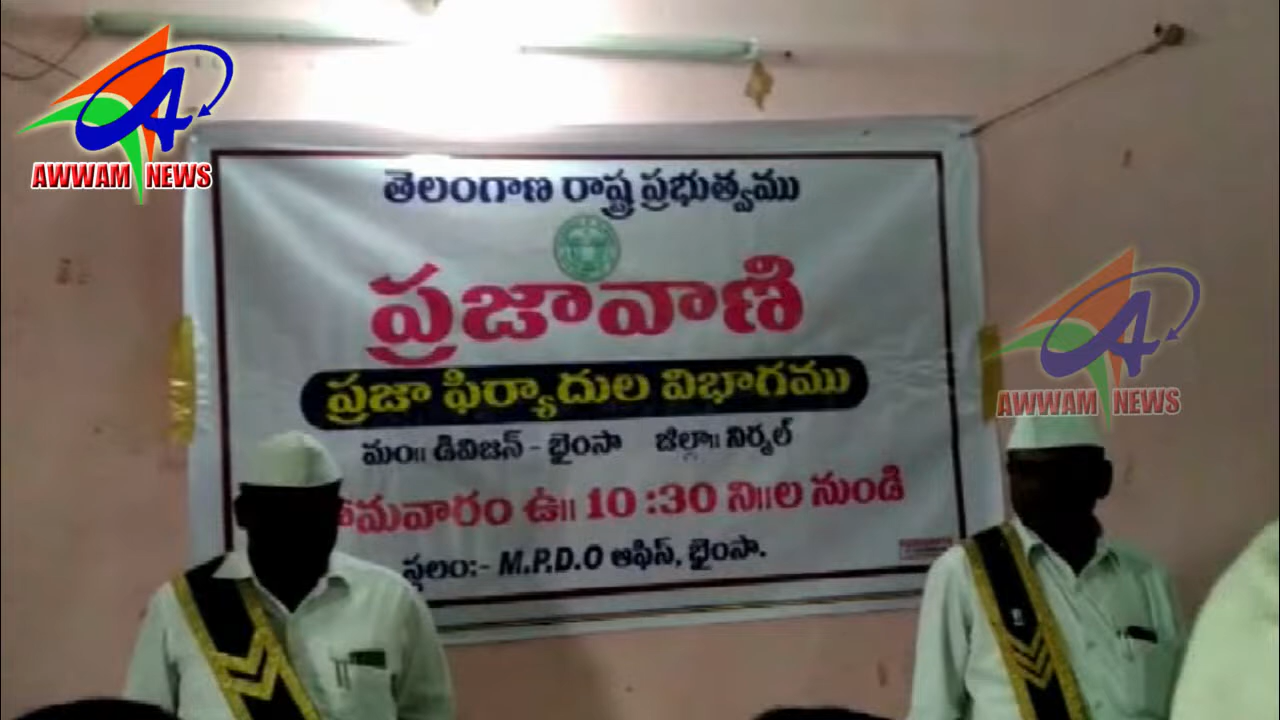 AWWAM NEWS
తెలంగాణ రాష్ట్ర ప్రభుత్వము
ప్రజావాణి
ప్రజా ఫిర్యాదుల విభాగము
మం॥ డివిజన్ - భైంసా జిల్లా॥ నిర్మల్
ఉ॥ 10 :30 ని॥ల నుండి
స్థలం:- M.P.D.O ఆఫిస్, భైంసా.
AWWAM NEWS